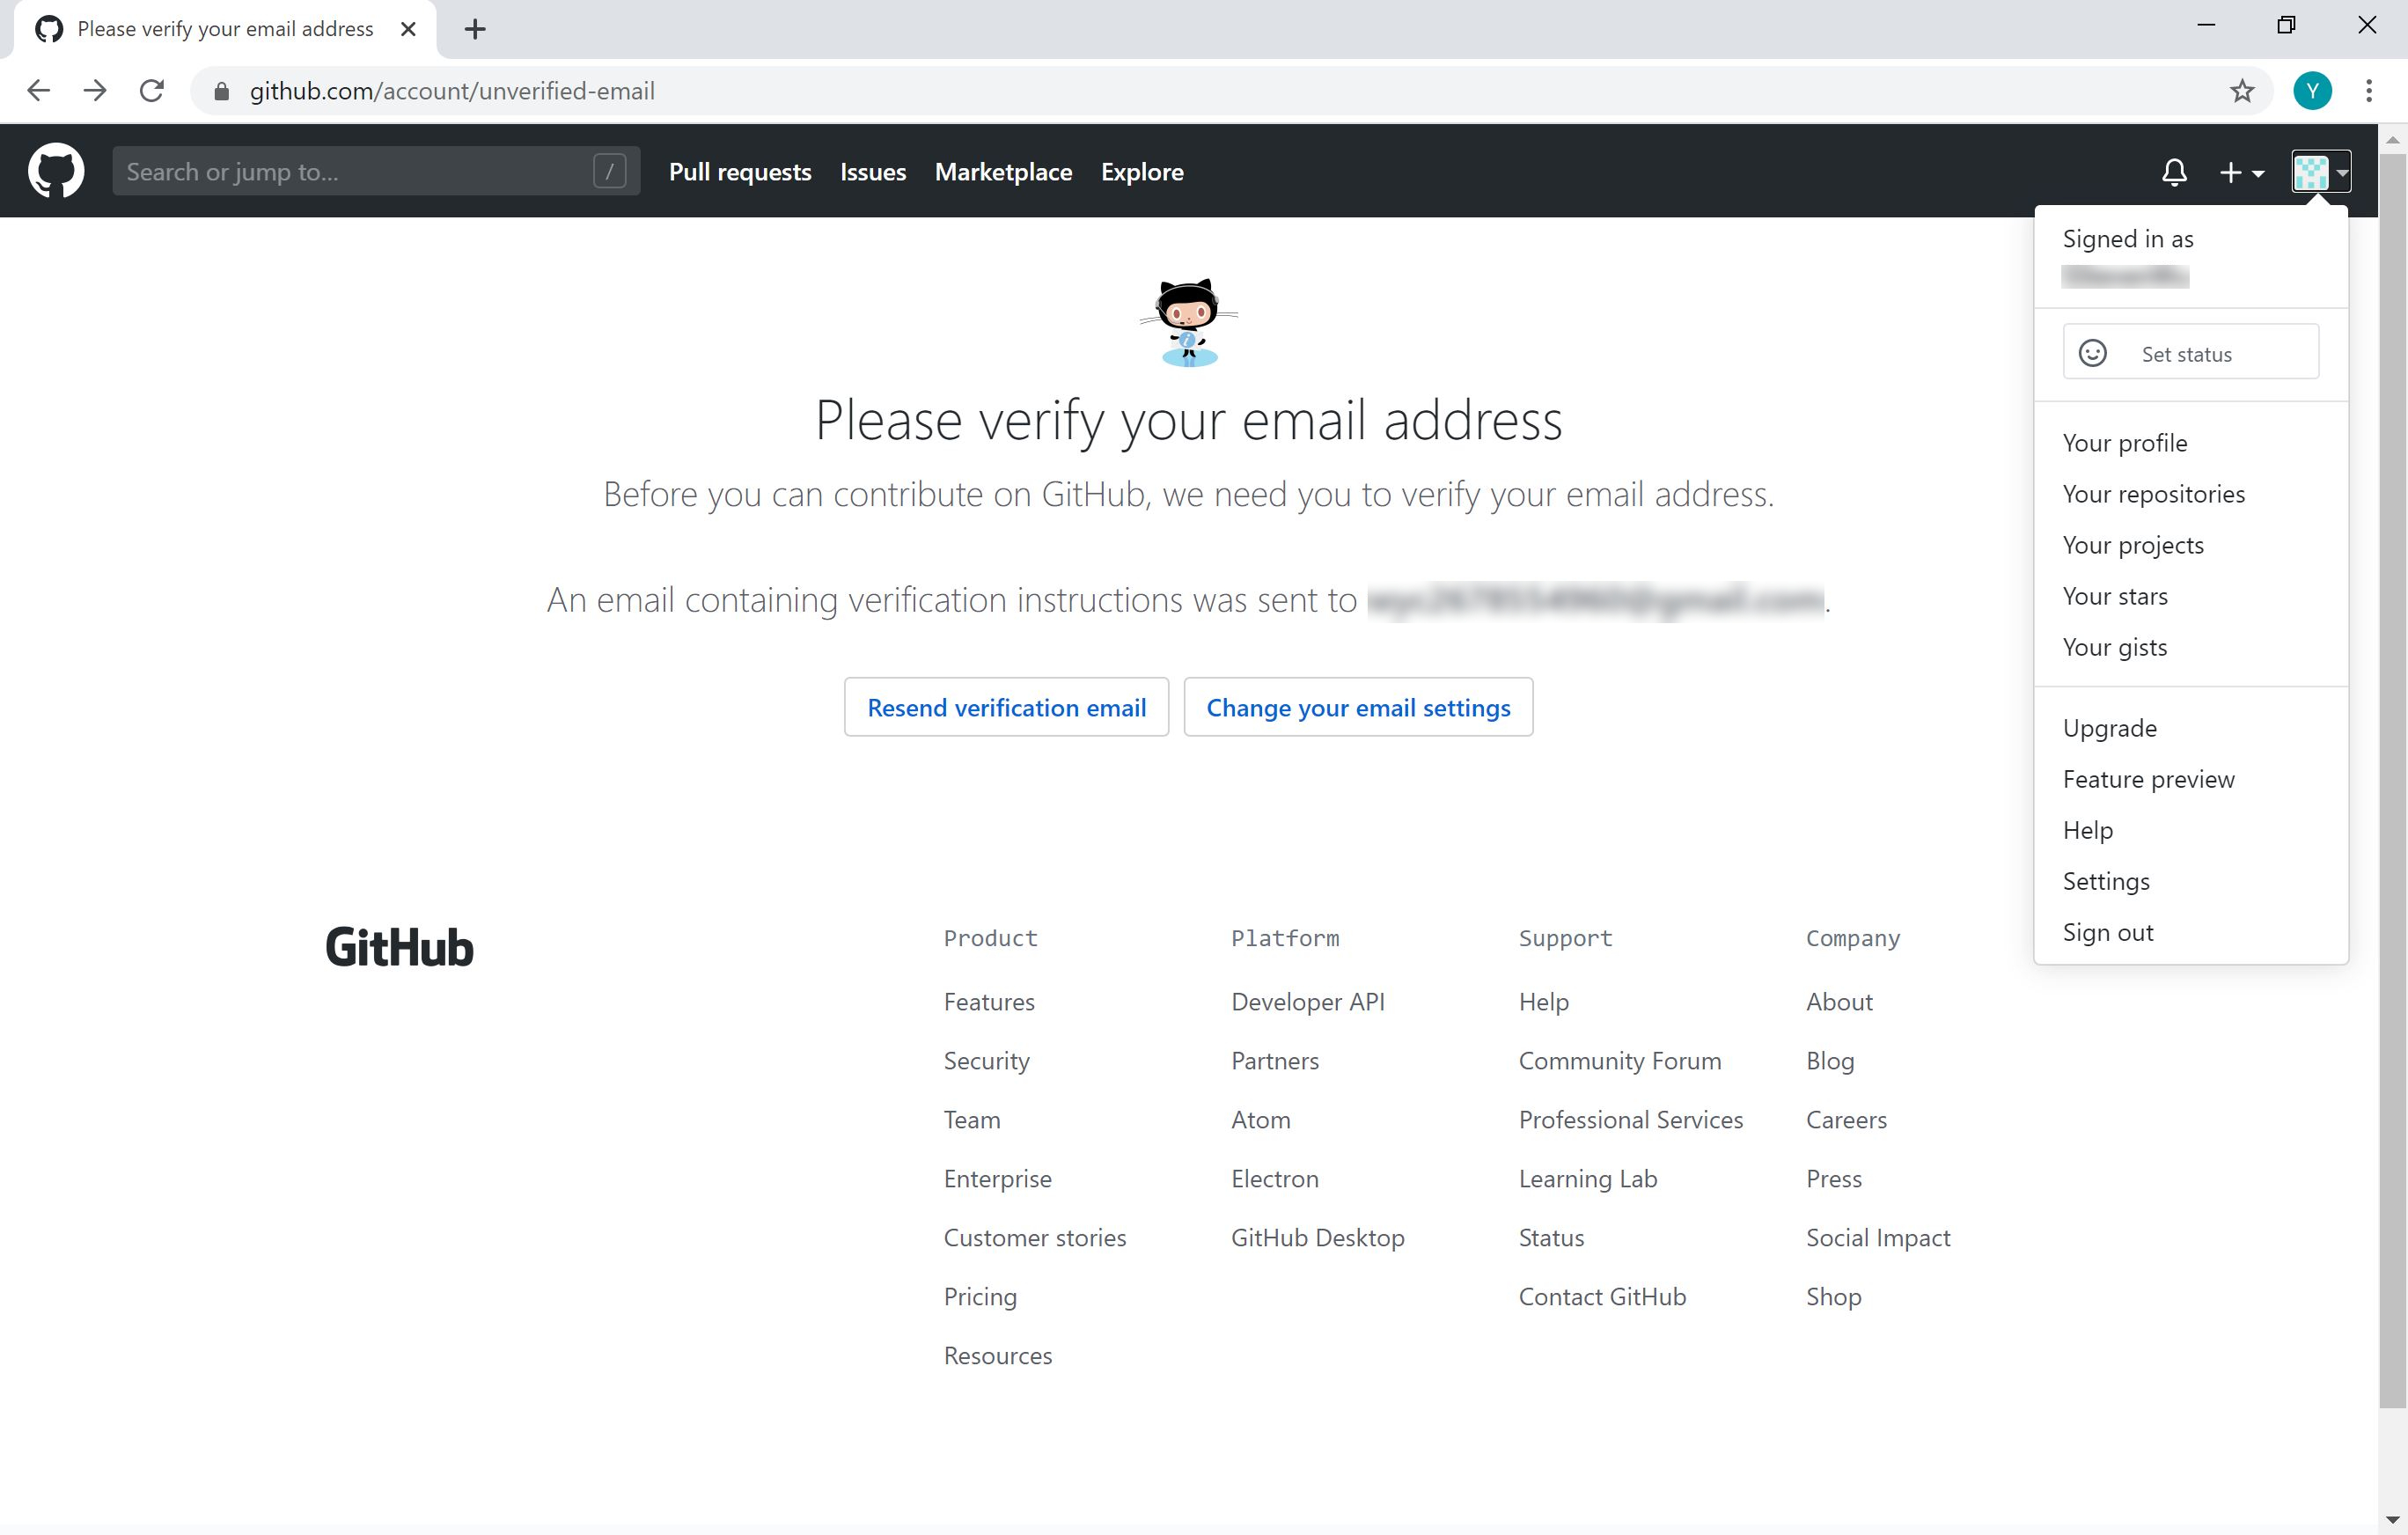 Please verify your email address
github.com/account/unverified-email
Y
Search or jump to...
/
Pull requests
Issues
Marketplace
Explore
Signed in as
Set status
Your profile
Your repositories
Your projects
Your stars
Your gists
Upgrade
Feature preview
Help
Settings
Sign out
Please verify your email address
Before you can contribute on GitHub, we need you to verify your email address.
An email containing verification instructions was sent to .
Resend verification email
Change your email settings
GitHub
Product
Features
Security
Team
Enterprise
Customer stories
Pricing
Resources
Platform
Developer API
Partners
Atom
Electron
GitHub Desktop
Support
Help
Community Forum
Professional Services
Learning Lab
Status
Contact GitHub
Company
About
Blog
Careers
Press
Social Impact
Shop